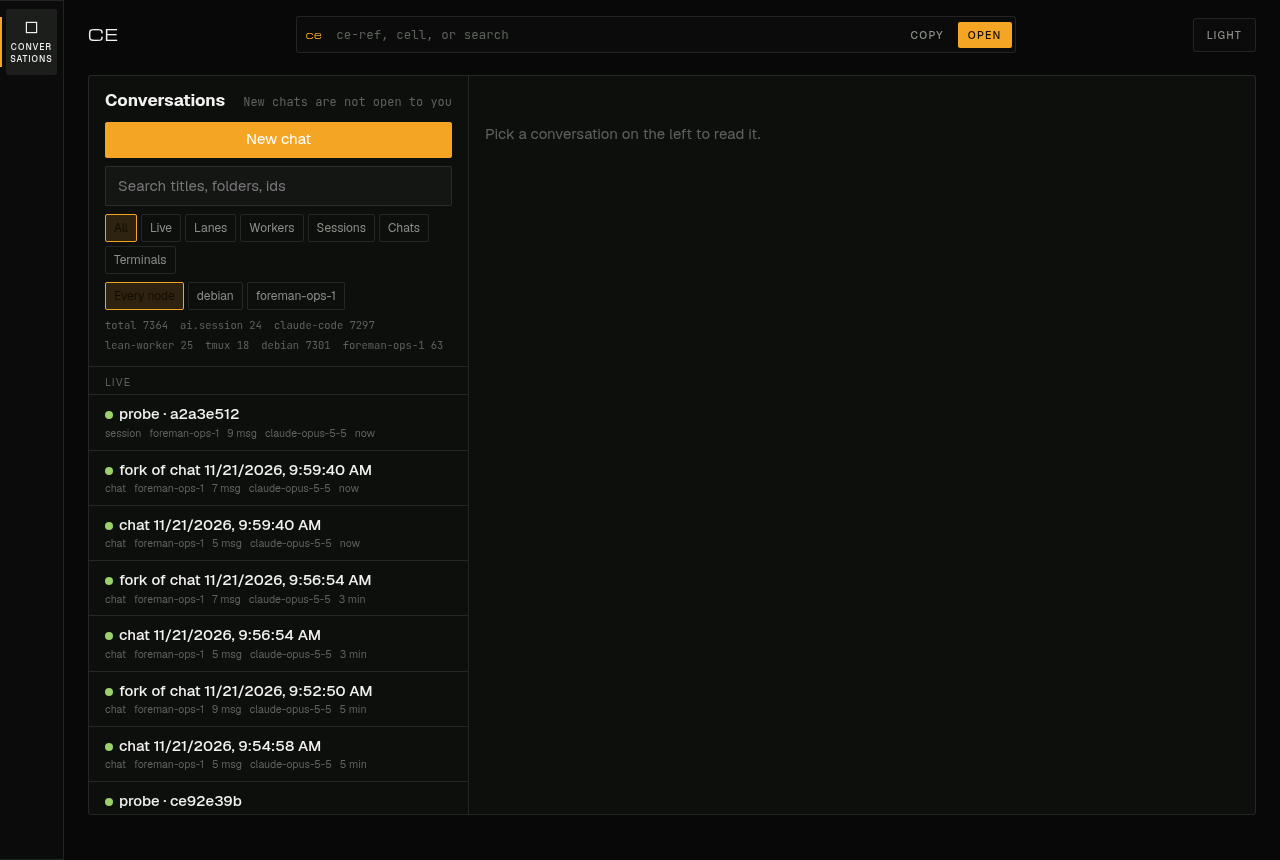 CONVER
SATIONS
CE
CE ce-ref, cell, or search COPY OPEN
LIGHT
Conversations New chats are not open to you
New chat
Search titles, folders, ids
All Live Lanes Workers Sessions Chats
Terminals
Every node debian foreman-ops-1
total 7364 ai.session 24 claude-code 7297
lean-worker 25 tmux 18 debian 7301 foreman-ops-1 63
LIVE
probe · a2a3e512
session foreman-ops-1 9 msg claude-opus-5-5 now
fork of chat 11/21/2026, 9:59:40 AM
chat foreman-ops-1 7 msg claude-opus-5-5 now
chat 11/21/2026, 9:59:40 AM
chat foreman-ops-1 5 msg claude-opus-5-5 now
fork of chat 11/21/2026, 9:56:54 AM
chat foreman-ops-1 7 msg claude-opus-5-5 3 min
chat 11/21/2026, 9:56:54 AM
chat foreman-ops-1 5 msg claude-opus-5-5 3 min
fork of chat 11/21/2026, 9:52:50 AM
chat foreman-ops-1 9 msg claude-opus-5-5 5 min
chat 11/21/2026, 9:54:58 AM
chat foreman-ops-1 5 msg claude-opus-5-5 5 min
probe · ce92e39b
Pick a conversation on the left to read it.